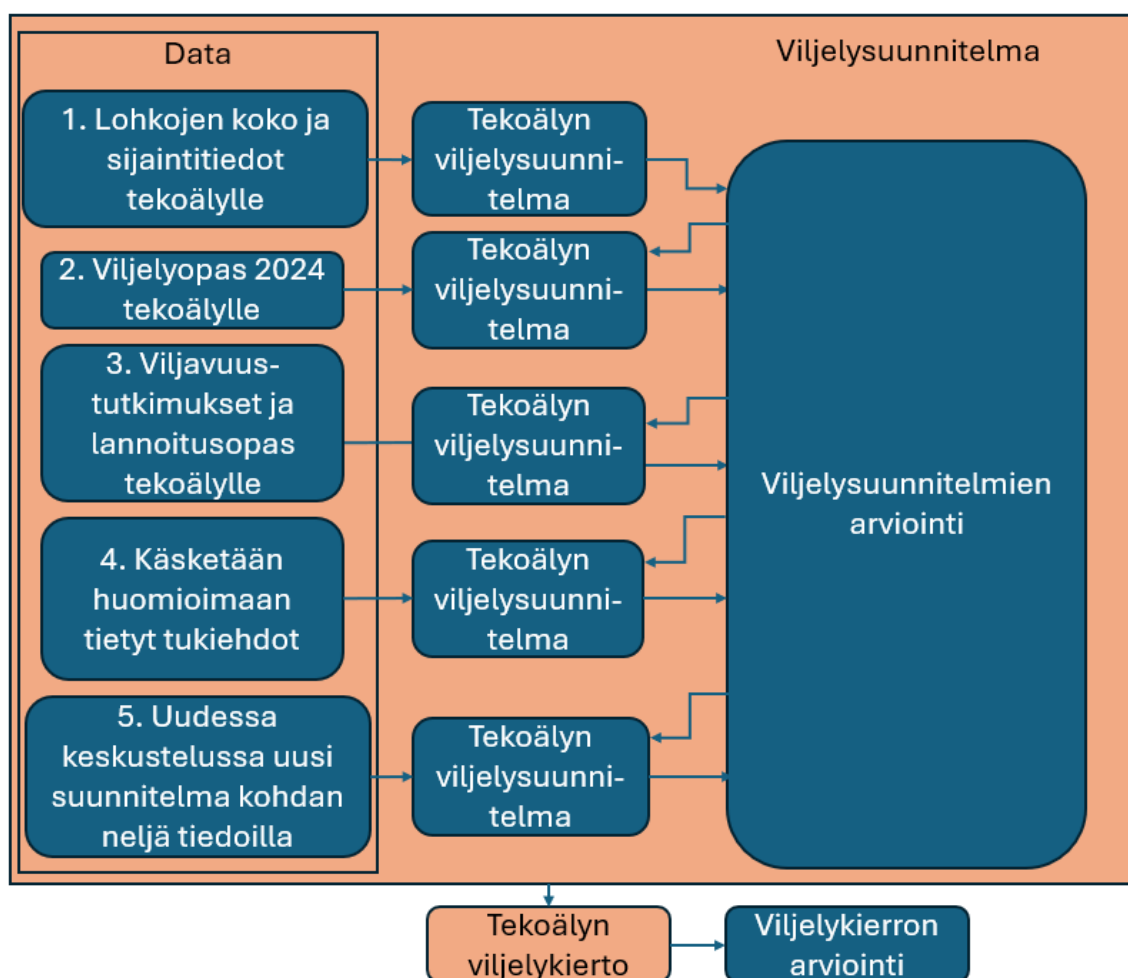 Data
Viljelysuunnitelma
1. Lohkojen koko ja
sijaintitiedot
tekoälylle
Tekoälyn
viljelysuunni-
telma
2. Viljelyopas 2024
tekoälylle
Tekoälyn
viljelysuunni-
telma
3. Viljavuus-
tutkimukset ja
lannoitusopas
tekoälylle
Tekoälyn
viljelysuunni-
telma
4. Käsketään
huomioimaan
tietyt tukiehdot
Tekoälyn
viljelysuunni-
telma
5. Uudessa
keskustelussa uusi
suunnitelma kohdan
neljä tiedoilla
Tekoälyn
viljelysuunni-
telma
Viljelysuunnitelmien
arviointi
Tekoälyn
viljelykierto
Viljelykierron
arviointi